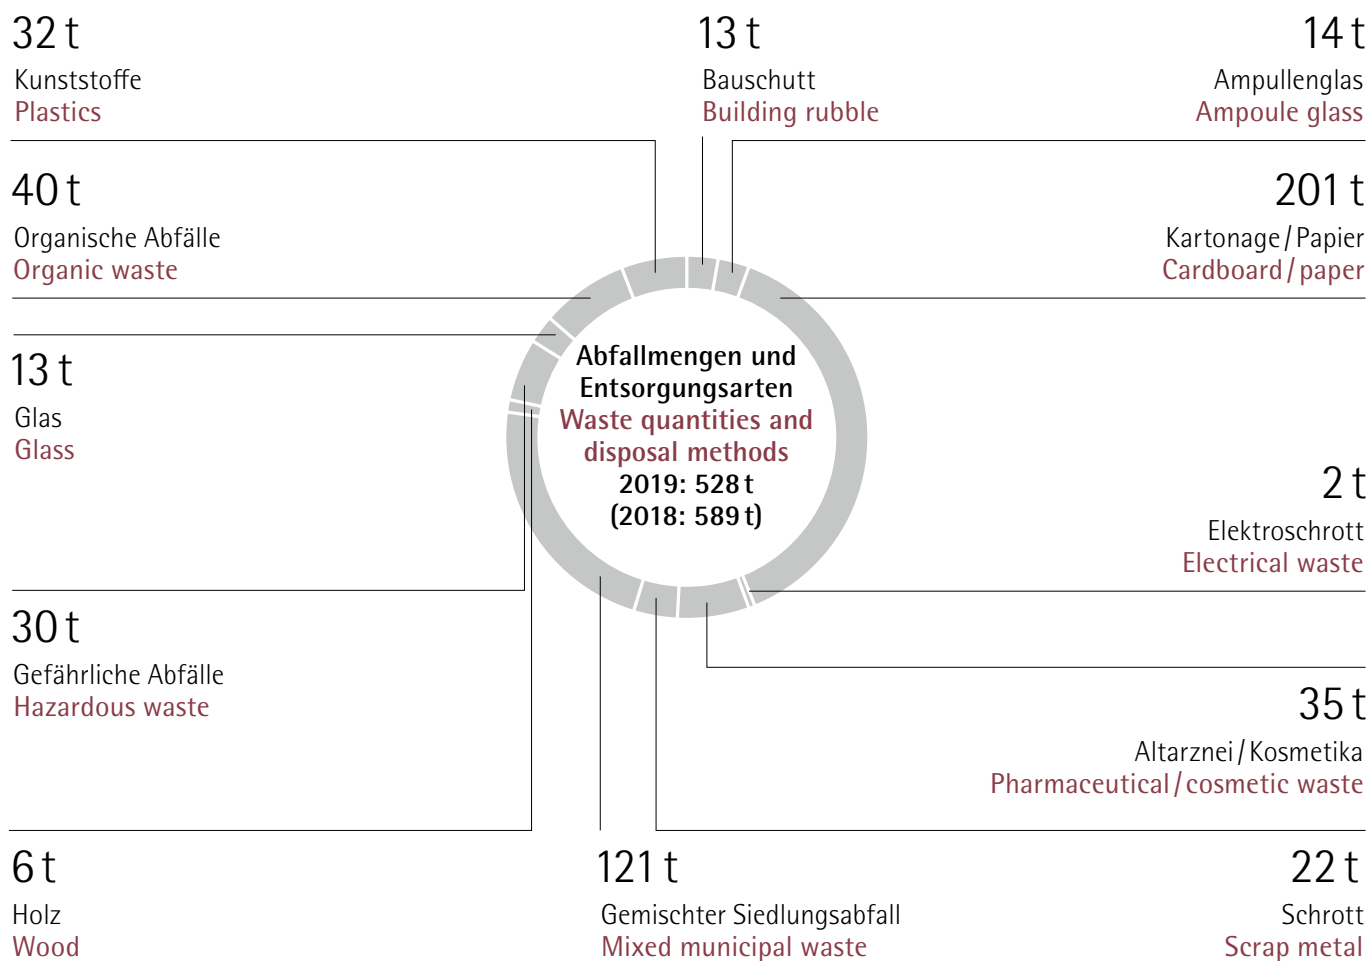 32 t
Kunststoffe
Plastics
13 t
Bauschutt
Building rubble
14 t
Ampullenglas
Ampoule glass
40 t
Organische Abfälle
Organic waste
201 t
Kartonage/Papier
Cardboard/paper
Abfallmengen und
Entsorgungsarten
Waste quantities and
disposal methods
2019: 528 t
(2018: 589 t)
13 t
Glas
Glass
2 t
Elektroschrott
Electrical waste
30 t
Gefährliche Abfälle
Hazardous waste
35 t
Altarznei/Kosmetika
Pharmaceutical/cosmetic waste
6 t
Holz
Wood
121 t
Gemischter Siedlungsabfall
Mixed municipal waste
22 t
Schrott
Scrap metal